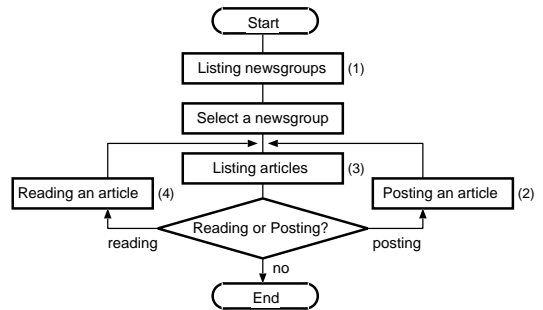 Start
Listing newsgroups (1)
Select a newsgroup
Listing articles (3)
Reading an article (4)
Posting an article (2)
Reading or Posting?
reading
posting
no
End